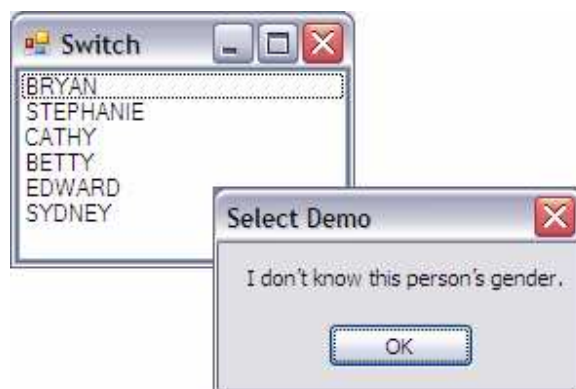 Switch
BRYAN
STEPHANIE
CATHY
BETTY
EDWARD
SYDNEY
Select Demo
I don't know this person's gender.
OK